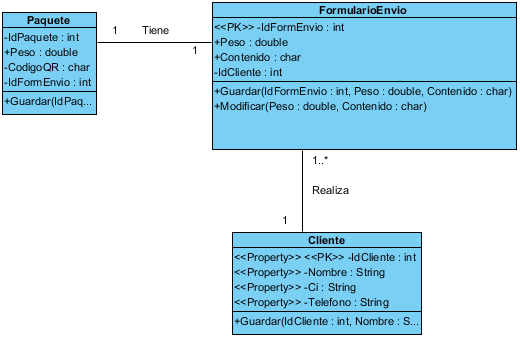 Paquete
-IdPaquete : int
+Peso : double
-CodigoQR : char
-IdFormEnvio : int
+Guardar(IdPaq...
1
Tiene
1
FormularioEnvio
<<PK>> -IdFormEnvio : int
+Peso : double
+Contenido : char
-IdCliente : int
+Guardar(IdFormEnvio : int, Peso : double, Contenido : char)
+Modificar(Peso : double, Contenido : char)
1..*
Realiza
1
Cliente
<<Property>> <<PK>> -IdCliente : int
<<Property>> -Nombre : String
<<Property>> -Ci : String
<<Property>> -Telefono : String
+Guardar(IdCliente : int, Nombre : S...